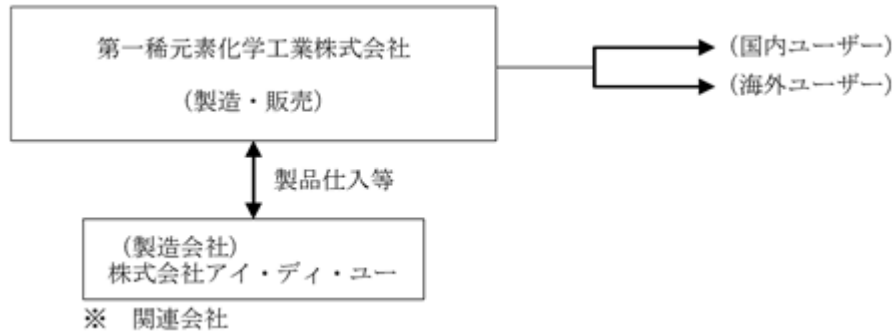 第一稀元素化学工業株式会社
（製造・販売）
（国内ユーザー）
（海外ユーザー）
製品仕入等
（製造会社）
株式会社アイ・ディ・ユー
※　関連会社